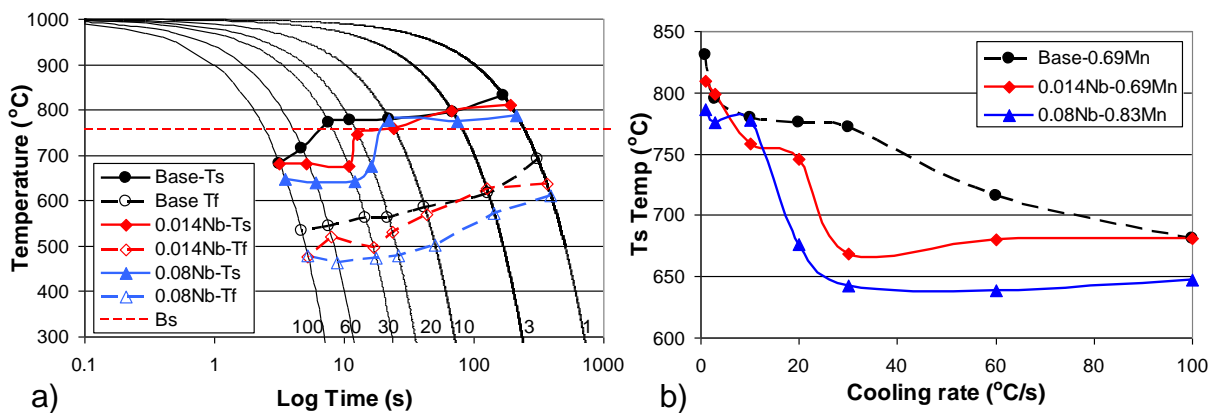 1000
900
800
700
600
500
400
300
Temperature (°C)
Base-Ts
Base Tf
0.014Nb-Ts
0.014Nb-Tf
0.08Nb-Ts
0.08Nb-Tf
Bs
100 60 30 20 10 3 1
0.1 1 10 100 1000
Log Time (s)
a)
850
800
750
700
650
600
Ts Temp (°C)
Base-0.69Mn
0.014Nb-0.69Mn
0.08Nb-0.83Mn
0 20 40 60 80 100
Cooling rate (°C/s)
b)